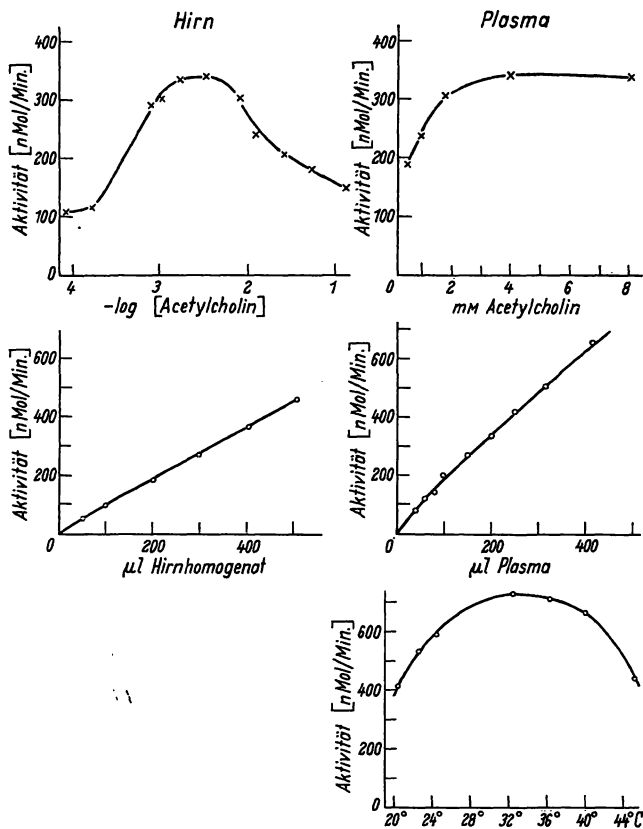 Hirn
Aktivität [nMol/Min.]
400
300
200
100
0
4 3 2 1
-log [Acetylcholin]
Plasma
Aktivität [nMol/Min.]
400
300
200
100
0 2 4 6 8
mM Acetylcholin
Aktivität [nMol/Min.]
600
400
200
0 200 400
µl Hirnhomogenat
Aktivität [nMol/Min.]
600
400
200
0 200 400
µl Plasma
Aktivität [nMol/Min.]
600
400
200
0
20° 24° 28° 32° 36° 40° 44°C